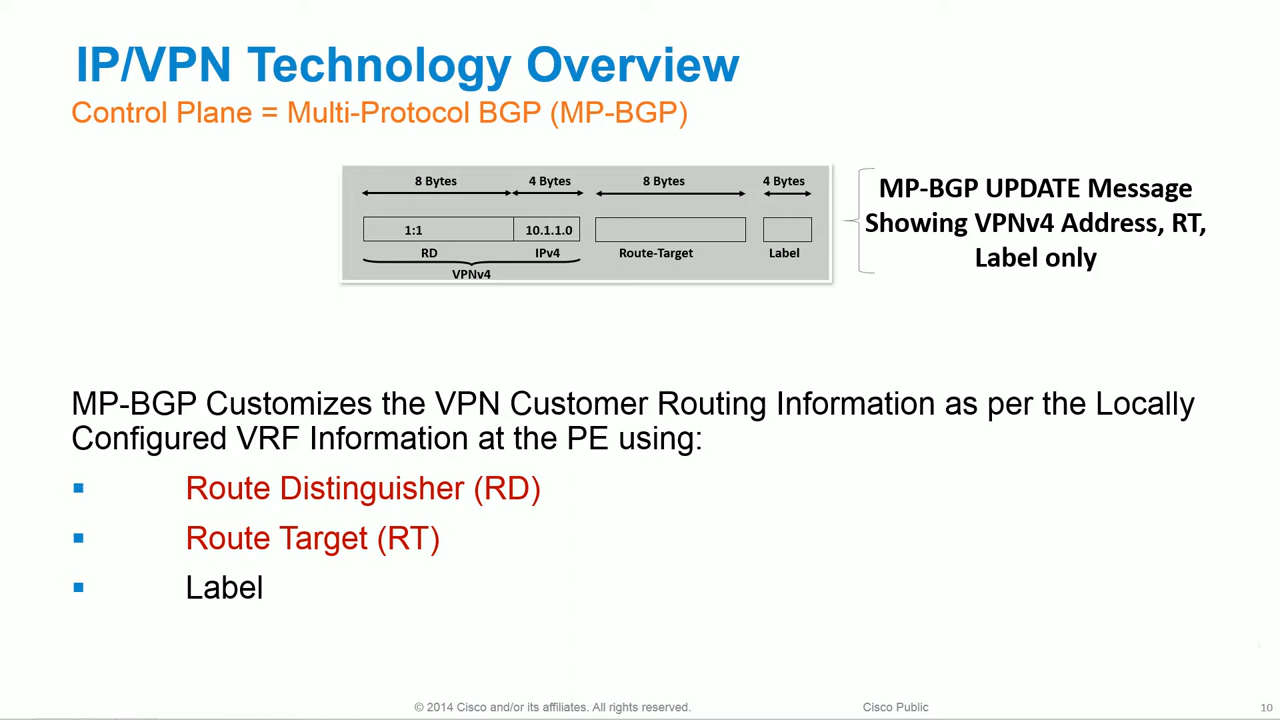 IP/VPN Technology Overview
Control Plane = Multi-Protocol BGP (MP-BGP)
8 Bytes 4 Bytes 8 Bytes 4 Bytes
1:1 10.1.1.0
RD IPv4 Route-Target Label
VPNv4
MP-BGP UPDATE Message
Showing VPNv4 Address, RT,
Label only
MP-BGP Customizes the VPN Customer Routing Information as per the Locally
Configured VRF Information at the PE using:
▪ Route Distinguisher (RD)
▪ Route Target (RT)
▪ Label
© 2014 Cisco and/or its affiliates. All rights reserved. Cisco Public 10